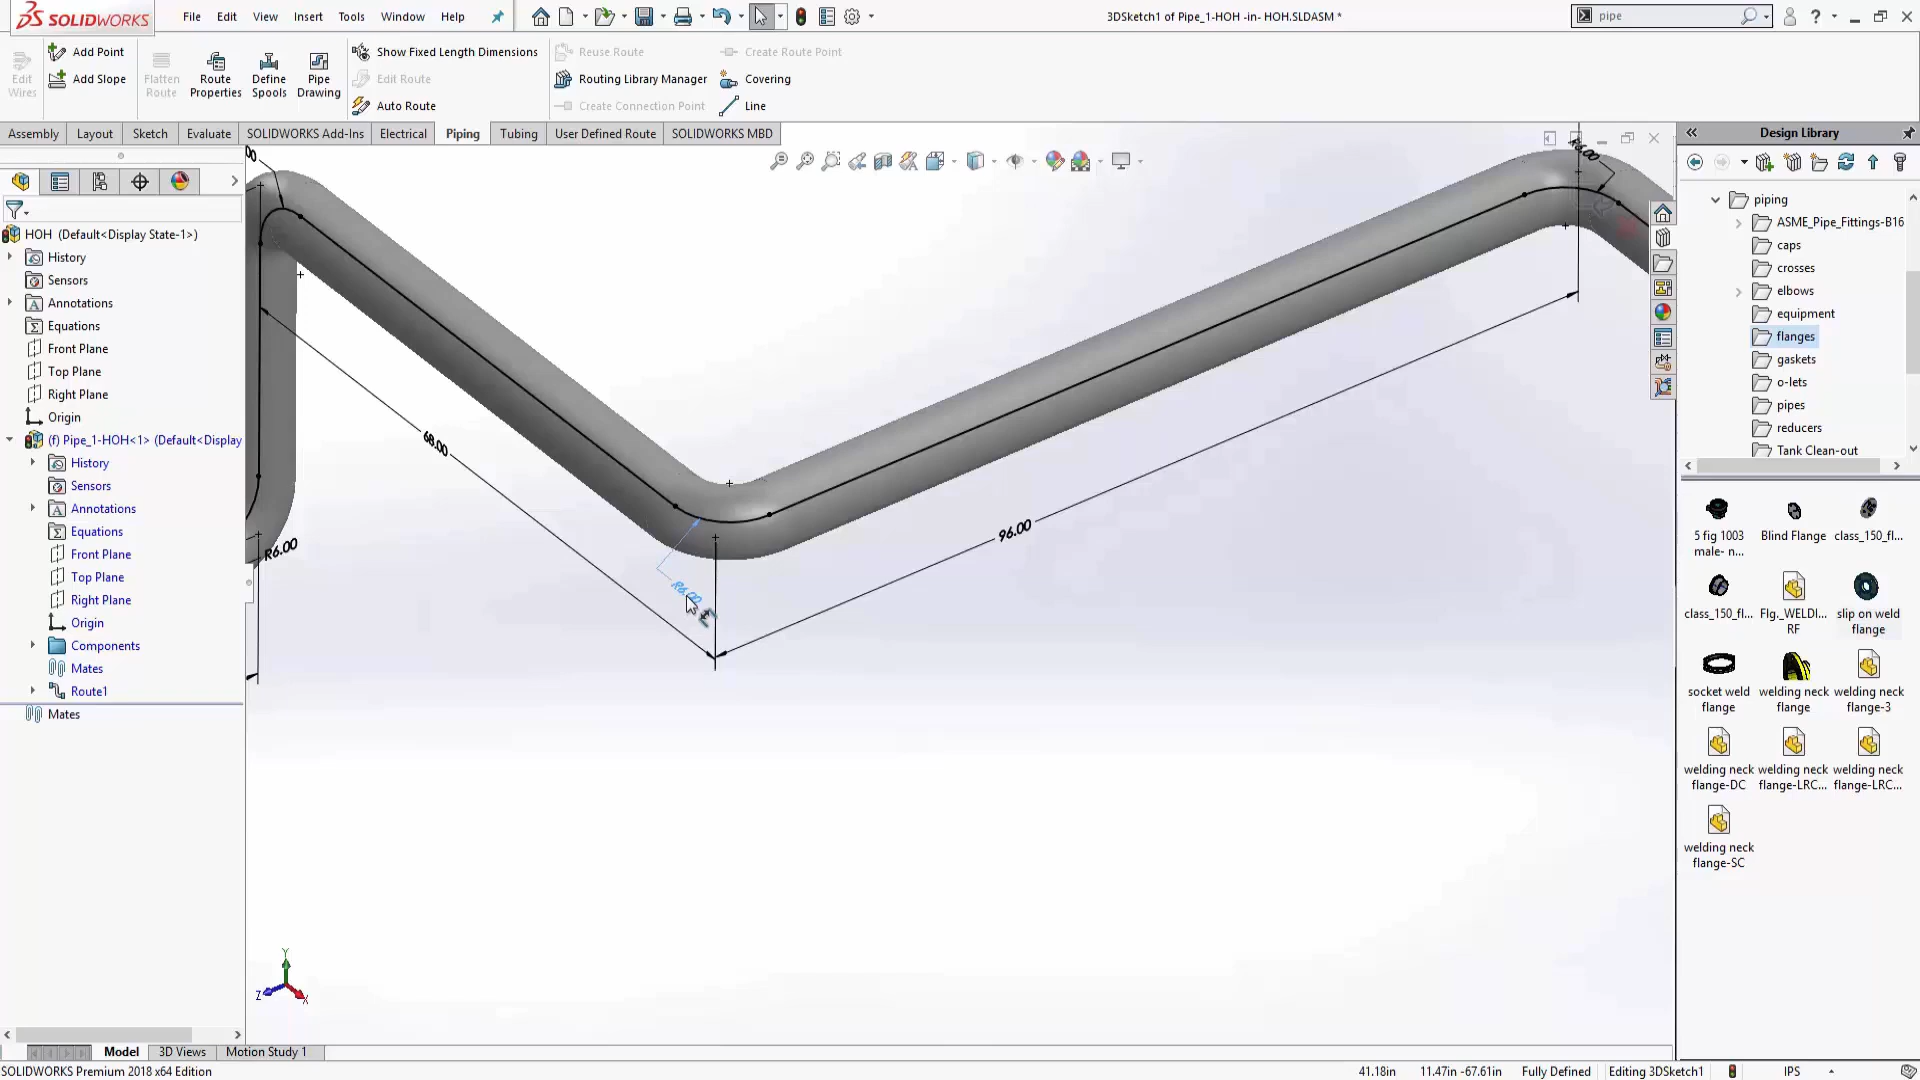 SOLIDWORKS
File Edit View Insert Tools Window Help
3DSketch1 of Pipe_1-HOH -in- HOH.SLDASM *
pipe
Edit Wires
Add Point
Add Slope
Flatten Route
Route Properties
Define Spools
Pipe Drawing
Show Fixed Length Dimensions
Edit Route
Auto Route
Reuse Route
Routing Library Manager
Create Connection Point
Create Route Point
Covering
Line
Assembly Layout Sketch Evaluate SOLIDWORKS Add-Ins Electrical Piping Tubing User Defined Route SOLIDWORKS MBD
HOH (Default<Display State-1>)
History
Sensors
Annotations
Equations
Front Plane
Top Plane
Right Plane
Origin
(f) Pipe_1-HOH<1> (Default<Display
History
Sensors
Annotations
Equations
Front Plane
Top Plane
Right Plane
Origin
Components
Mates
Route1
Mates
R6.00
68.00
R6.00
96.00
R6.00
Y
Z
X
Design Library
piping
ASME_Pipe_Fittings-B16
caps
crosses
elbows
equipment
flanges
gaskets
o-lets
pipes
reducers
Tank Clean-out
5 fig 1003 male- n...
Blind Flange
class_150_fl...
class_150_fl...
Flg._WELDI... RF
slip on weld flange
socket weld flange
welding neck flange
welding neck flange-3
welding neck flange-DC
welding neck flange-LRC...
welding neck flange-LRC...
welding neck flange-SC
Model 3D Views Motion Study 1
SOLIDWORKS Premium 2018 x64 Edition
41.18in 11.47in -67.61in Fully Defined Editing 3DSketch1 IPS